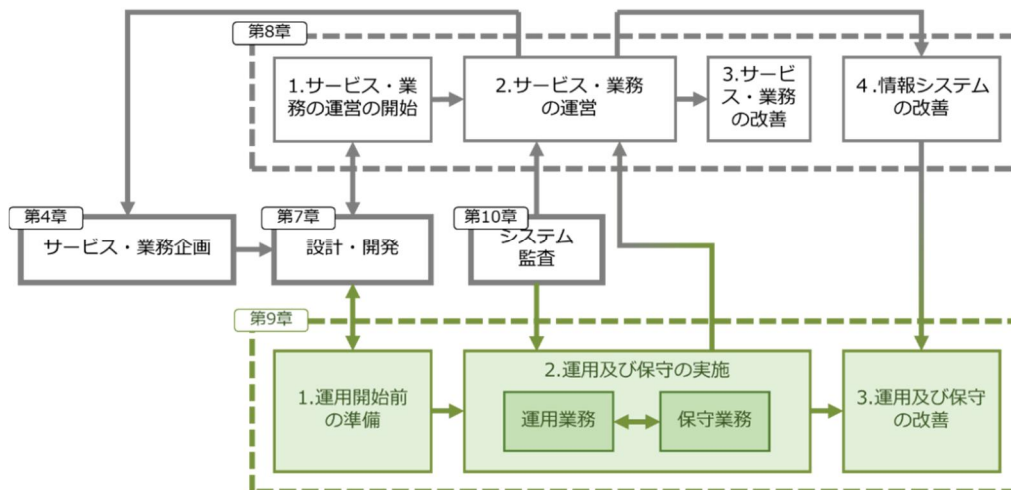 第8章
1.サービス・業
務の運営の開始
2.サービス・業務
の運営
3.サービ
ス・業務
の改善
4.情報システム
の改善
第4章
サービス・業務企画
第7章
設計・開発
第10章
システム
監査
第9章
1.運用開始前
の準備
2.運用及び保守の実施
運用業務
保守業務
3.運用及び保守
の改善